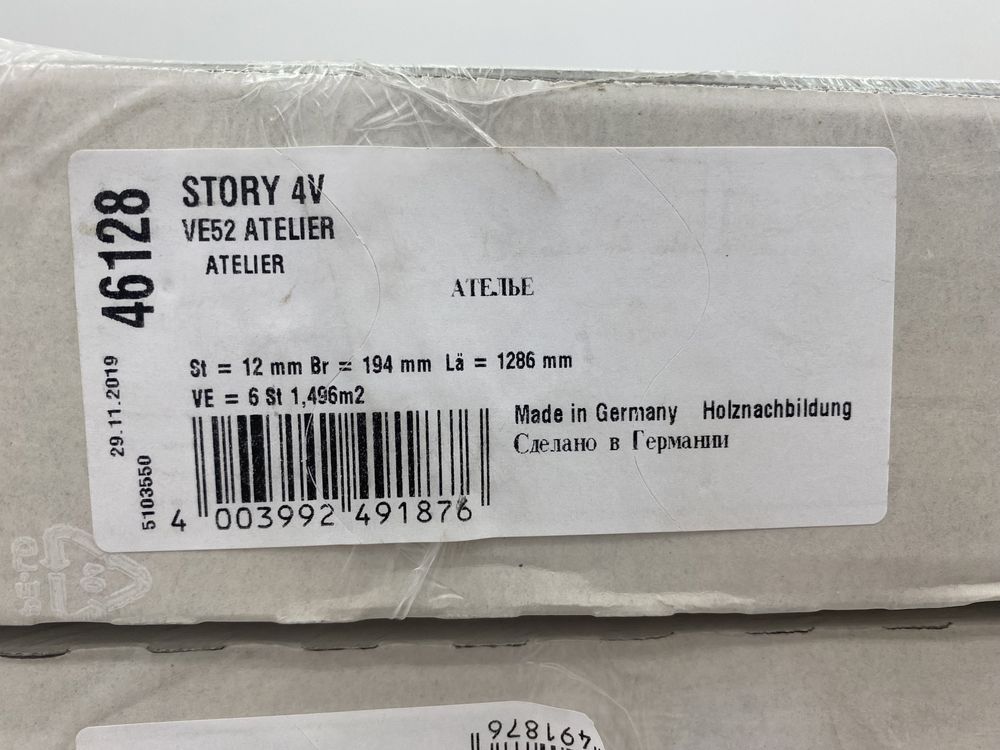 46128
29.11.2019
5103550
STORY 4V
VE52 ATELIER
ATELIER
АТЕЛЬЕ
St = 12 mm Br = 194 mm Lä = 1286 mm
VE = 6 St 1,496m2
Made in Germany Holznachbildung
Сделано в Германии
4 003992 491876
491876